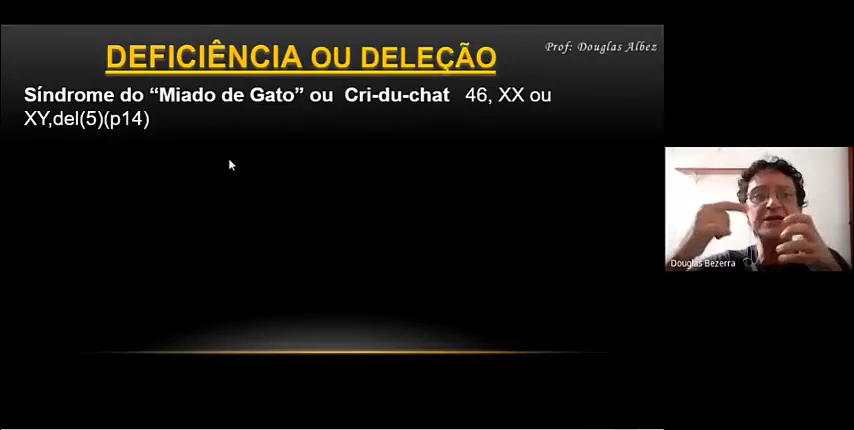 DEFICIÊNCIA OU DELEÇÃO
Prof: Douglas Albez
Síndrome do “Miado de Gato” ou Cri-du-chat 46, XX ou
XY,del(5)(p14)
Douglas Bezerra